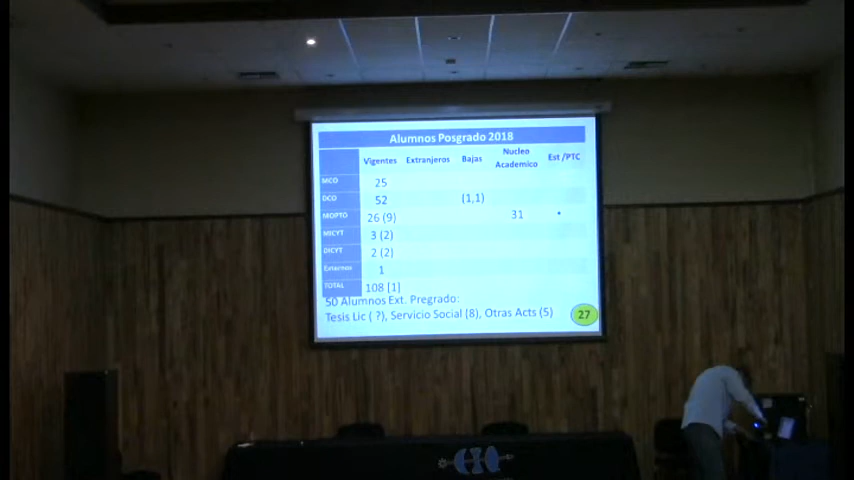 Alumnos Posgrado 2018
Vigentes Extranjeros Bajas Nucleo Academico Est /PTC
MCO 25
DCO 52 (1,1)
MOPTO 26 (9) 31 •
MICYT 3 (2)
DICYT 2 (2)
Externos 1
TOTAL 108 [1]
50 Alumnos Ext. Pregrado:
Tesis Lic ( ?), Servicio Social (8), Otras Acts (5)
27